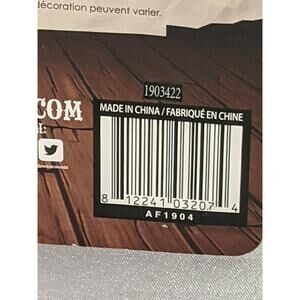 décoration peuvent varier.
1903422
MADE IN CHINA / FABRIQUÉ EN CHINE
.COM
8 12241 03207 4
AF1904